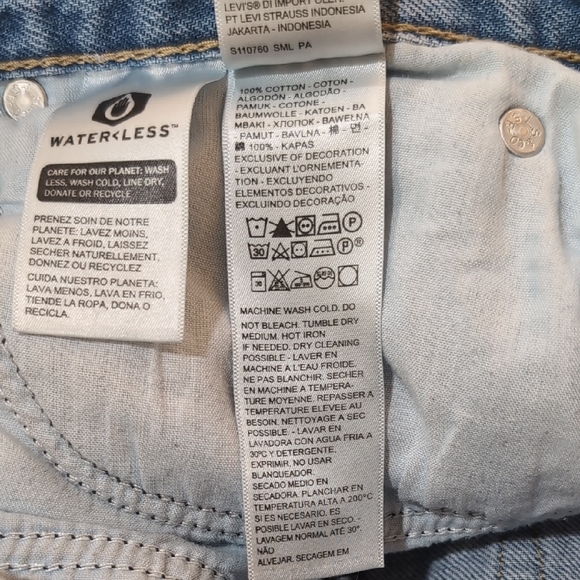 LEVIS® DI IMPORT OLEH
PT LEVI STRAUSS INDONESIA
JAKARTA - INDONESIA
S110760 SML PA
WATER<LESS™
CARE FOR OUR PLANET: WASH
LESS, WASH COLD, LINE DRY,
DONATE OR RECYCLE
PRENEZ SOIN DE NOTRE
PLANETE: LAVEZ MOINS,
LAVEZ A FROID, LAISSEZ
SECHER NATURELLEMENT,
DONNEZ OU RECYCLEZ
CUIDA NUESTRO PLANETA:
LAVA MENOS, LAVA EN FRIO,
TIENDE LA ROPA, DONA O
RECICLA.
100% COTTON - COTON -
ALGODÓN - ALGODÃO -
PAMUK - COTONE -
BAUMWOLLE - KATOEN - BA
MBAKI - ХЛОПОК - BAWEŁNA
- PAMUT - BAVLNA - 棉 - 면 -
綿 100% - KAPAS
EXCLUSIVE OF DECORATION
- EXCLUANT L'ORNEMENTA-
TION - EXCLUYENDO
ELEMENTOS DECORATIVOS -
EXCLUINDO DECORAÇÃO
P
30 P ®
30
MACHINE WASH COLD. DO
NOT BLEACH. TUMBLE DRY
MEDIUM. HOT IRON
IF NEEDED. DRY CLEANING
POSSIBLE - LAVER EN
MACHINE A L'EAU FROIDE.
NE PAS BLANCHIR. SECHER
EN MACHINE A TEMPERA-
TURE MOYENNE. REPASSER A
TEMPERATURE ELEVEE AU
BESOIN. NETTOYAGE A SEC
POSSIBLE. - LAVAR EN
LAVADORA CON AGUA FRIA A
30ºC Y DETERGENTE.
EXPRIMIR. NO USAR
BLANQUEADOR.
SECADO MEDIO EN
SECADORA. PLANCHAR EN
TEMPERATURA ALTA A 200°C
SI ES NECESARIO. ES
POSIBLE LAVAR EN SECO. -
LAVAGEM NORMAL ATÉ 30°.
NÃO
ALVEJAR. SECAGEM EM